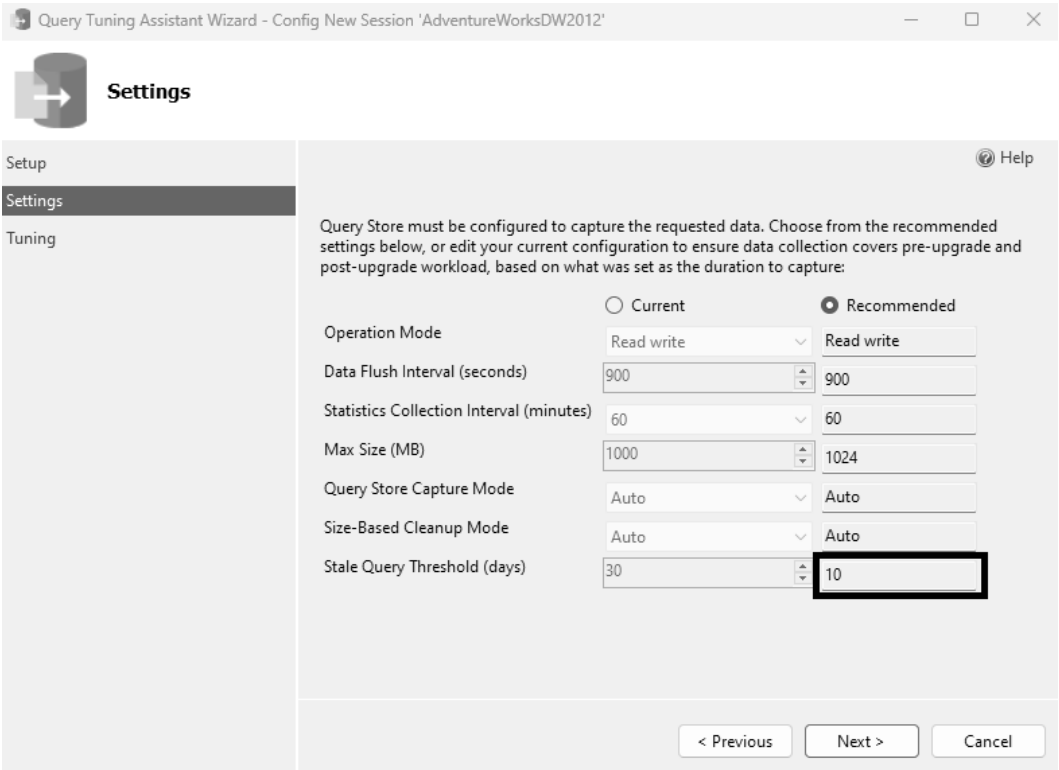 Query Tuning Assistant Wizard - Config New Session 'AdventureWorksDW2012'
Settings
Setup
Settings
Tuning
Help
Query Store must be configured to capture the requested data. Choose from the recommended
settings below, or edit your current configuration to ensure data collection covers pre-upgrade and
post-upgrade workload, based on what was set as the duration to capture:
Current Recommended
Operation Mode Read write Read write
Data Flush Interval (seconds) 900 900
Statistics Collection Interval (minutes) 60 60
Max Size (MB) 1000 1024
Query Store Capture Mode Auto Auto
Size-Based Cleanup Mode Auto Auto
Stale Query Threshold (days) 30 10
< Previous Next > Cancel